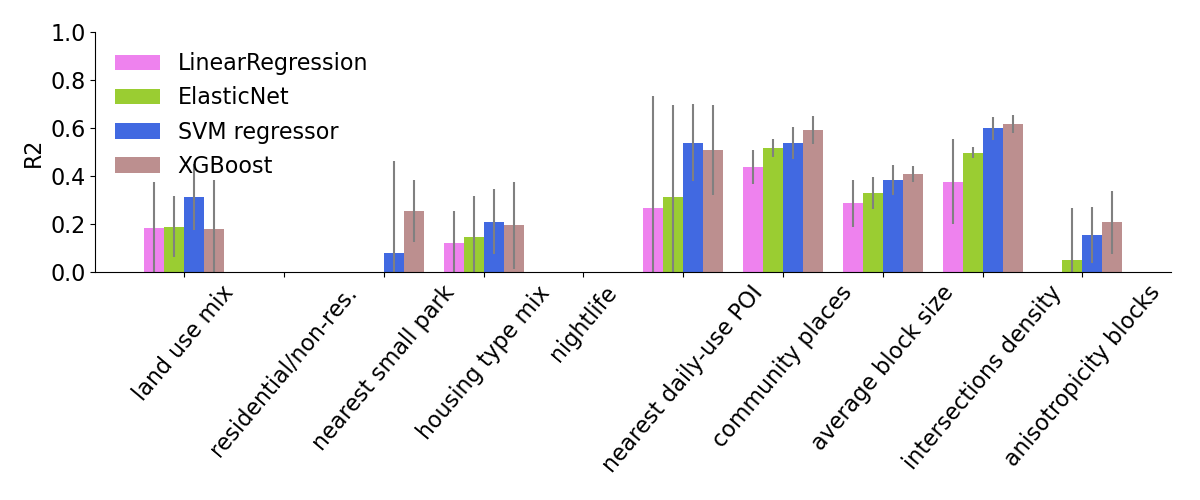 1.0
0.8
0.6
0.4
0.2
0.0
R2
LinearRegression
ElasticNet
SVM regressor
XGBoost
land use mix
residential/non-res.
nearest small park
housing type mix
nightlife
nearest daily-use POI
community places
average block size
intersections density
anisotropicity blocks